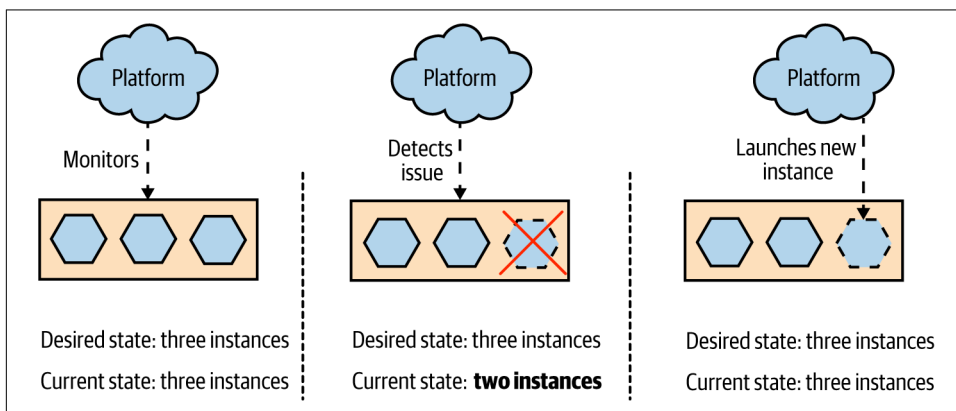 Platform
Monitors
Desired state: three instances
Current state: three instances
Platform
Detects
issue
Desired state: three instances
Current state: two instances
Platform
Launches new
instance
Desired state: three instances
Current state: three instances